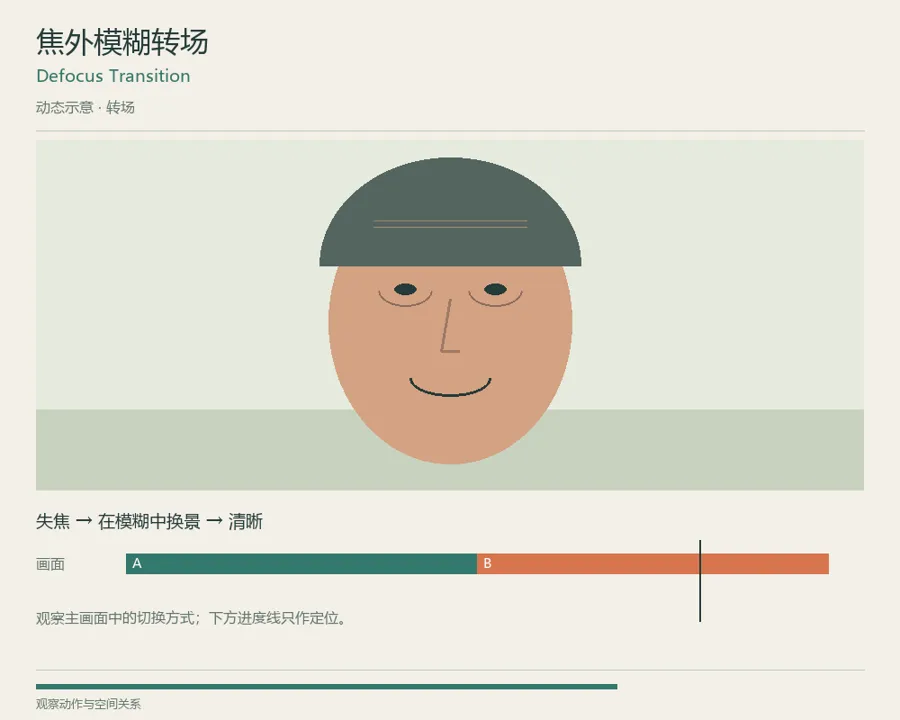 焦外模糊转场
Defocus Transition
动态示意 · 转场
失焦 → 在模糊中换景 → 清晰
画面 A B
观察主画面中的切换方式；下方进度线只作定位。
观察动作与空间关系